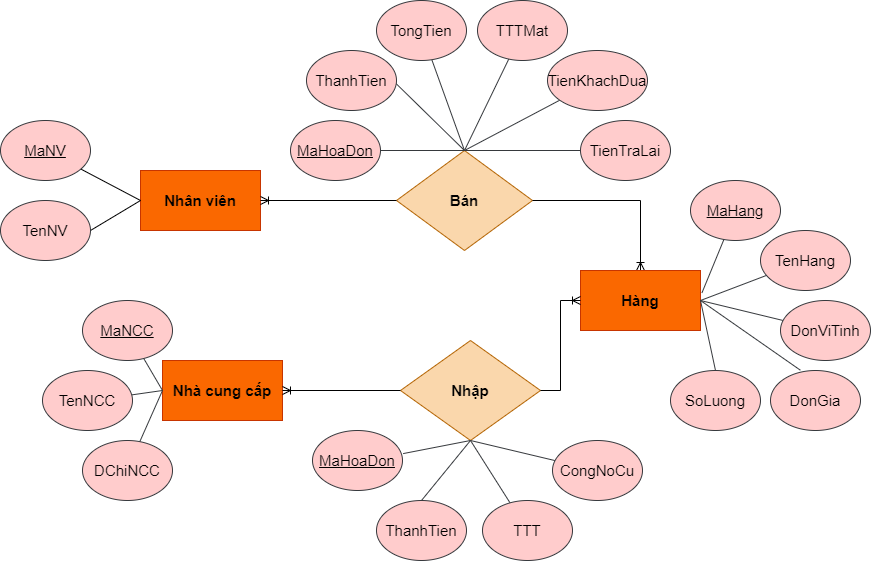 TongTien
TTTMat
ThanhTien
TienKhachDua
MaHoaDon
TienTraLai
MaNV
TenNV
Nhân viên
Bán
MaHang
TenHang
Hàng
DonViTinh
SoLuong
DonGia
MaNCC
TenNCC
DChiNCC
Nhà cung cấp
Nhập
MaHoaDon
CongNoCu
ThanhTien
TTT